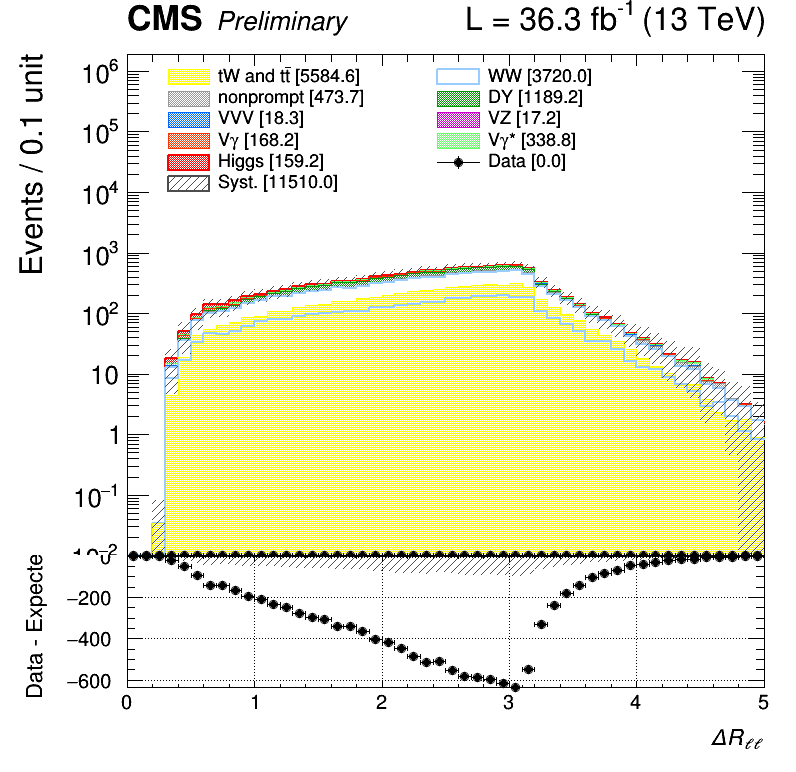 CMS Preliminary L = 36.3 fb⁻¹ (13 TeV)
Events / 0.1 unit
10⁶
10⁵
10⁴
10³
10²
10
1
10⁻¹
tW and tt̄ [5584.6]
nonprompt [473.7]
VVV [18.3]
Vγ [168.2]
Higgs [159.2]
Syst. [11510.0]
WW [3720.0]
DY [1189.2]
VZ [17.2]
Vγ* [338.8]
Data [0.0]
Data - Expecte
−200
−400
−600
0 1 2 3 4 5
ΔR_ℓℓ